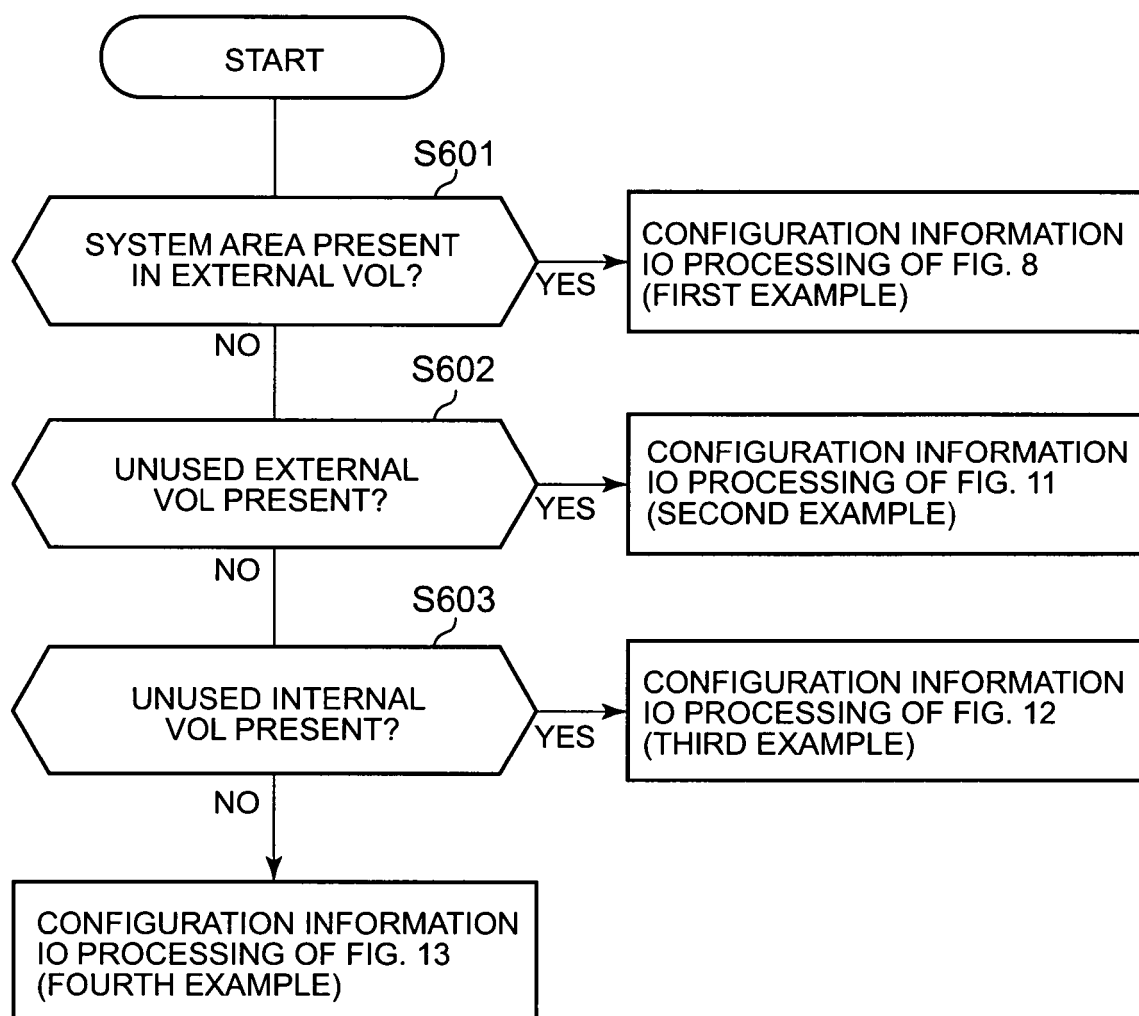 START
S601
SYSTEM AREA PRESENT
IN EXTERNAL VOL?
YES
CONFIGURATION INFORMATION
IO PROCESSING OF FIG. 8
(FIRST EXAMPLE)
NO
S602
UNUSED EXTERNAL
VOL PRESENT?
YES
CONFIGURATION INFORMATION
IO PROCESSING OF FIG. 11
(SECOND EXAMPLE)
NO
S603
UNUSED INTERNAL
VOL PRESENT?
YES
CONFIGURATION INFORMATION
IO PROCESSING OF FIG. 12
(THIRD EXAMPLE)
NO
CONFIGURATION INFORMATION
IO PROCESSING OF FIG. 13
(FOURTH EXAMPLE)